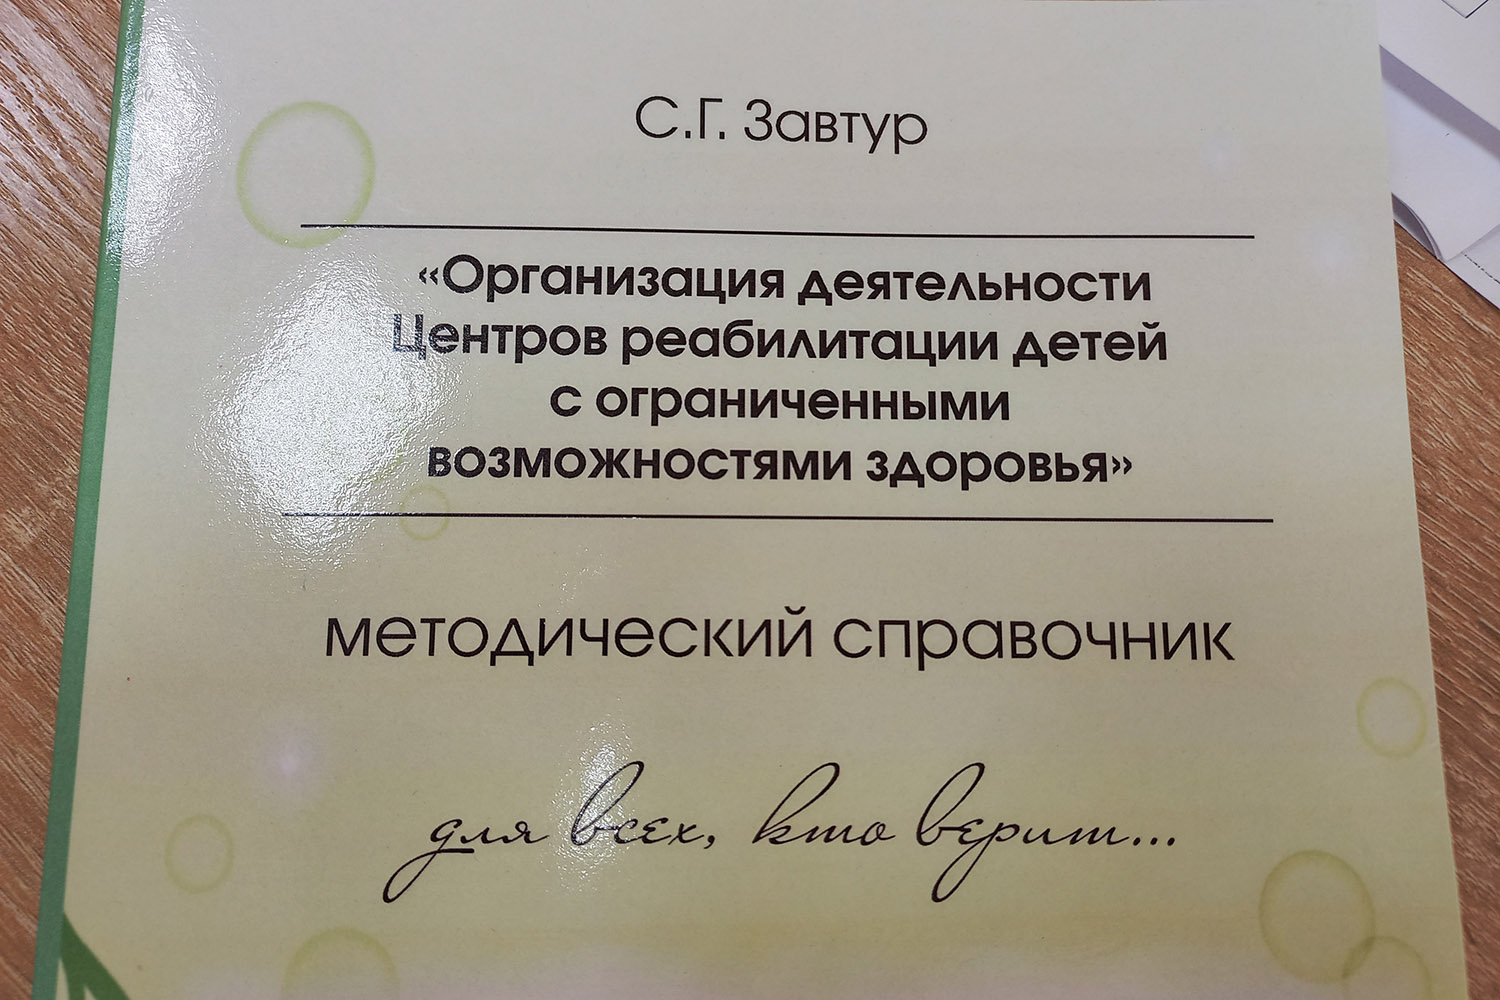 С.Г. Завтур
«Организация деятельности
Центров реабилитации детей
с ограниченными
возможностями здоровья»
методический справочник
для всех, кто верит...